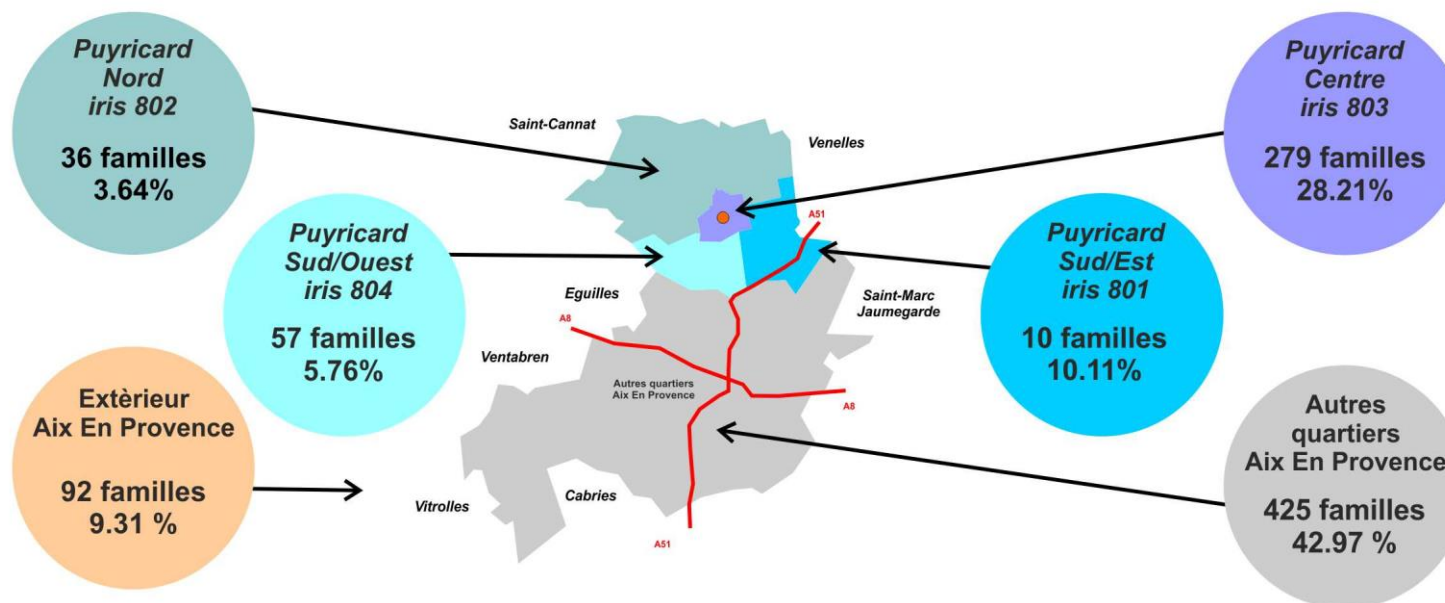 Puyricard
Nord
iris 802
36 familles
3.64%
Puyricard
Centre
iris 803
279 familles
28.21%
Saint-Cannat
Venelles
Puyricard
Sud/Ouest
iris 804
57 familles
5.76%
A51
Puyricard
Sud/Est
iris 801
10 familles
10.11%
Eguilles
Saint-Marc
Jaumegarde
A8
Ventabren
Autres quartiers
Aix En Provence
A8
Extèrieur
Aix En Provence
92 familles
9.31 %
Autres
quartiers
Aix En Provence
425 familles
42.97 %
Vitrolles
Cabries
A51